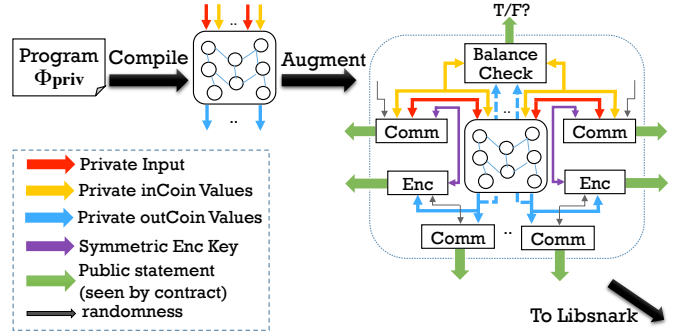 T/F?
Program
Φpriv
Compile
Augment
Balance
Check
Comm
Comm
Enc
Enc
Comm
Comm
..
..
..
..
Private Input
Private inCoin Values
Private outCoin Values
Symmetric Enc Key
Public statement
(seen by contract)
randomness
To Libsnark